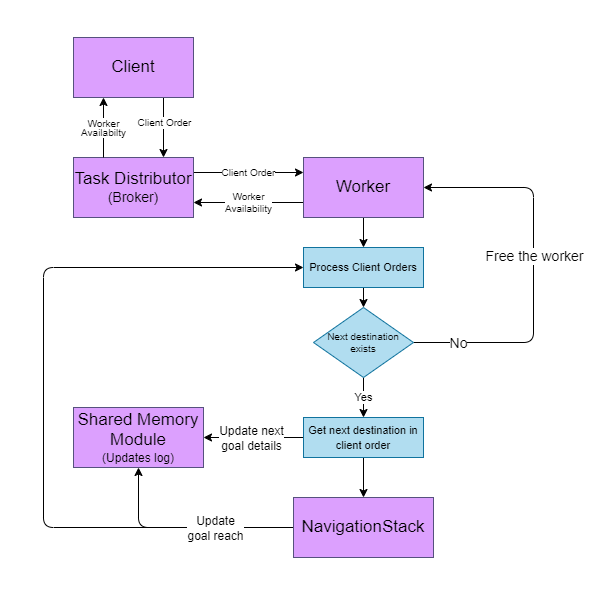 Client
Worker
Availabilty
Client Order
Task Distributor
(Broker)
Client Order
Worker
Availability
Worker
Free the worker
Process Client Orders
Next destination
exists
No
Yes
Shared Memory
Module
(Updates log)
Update next
goal details
Get next destination in
client order
Update
goal reach
NavigationStack